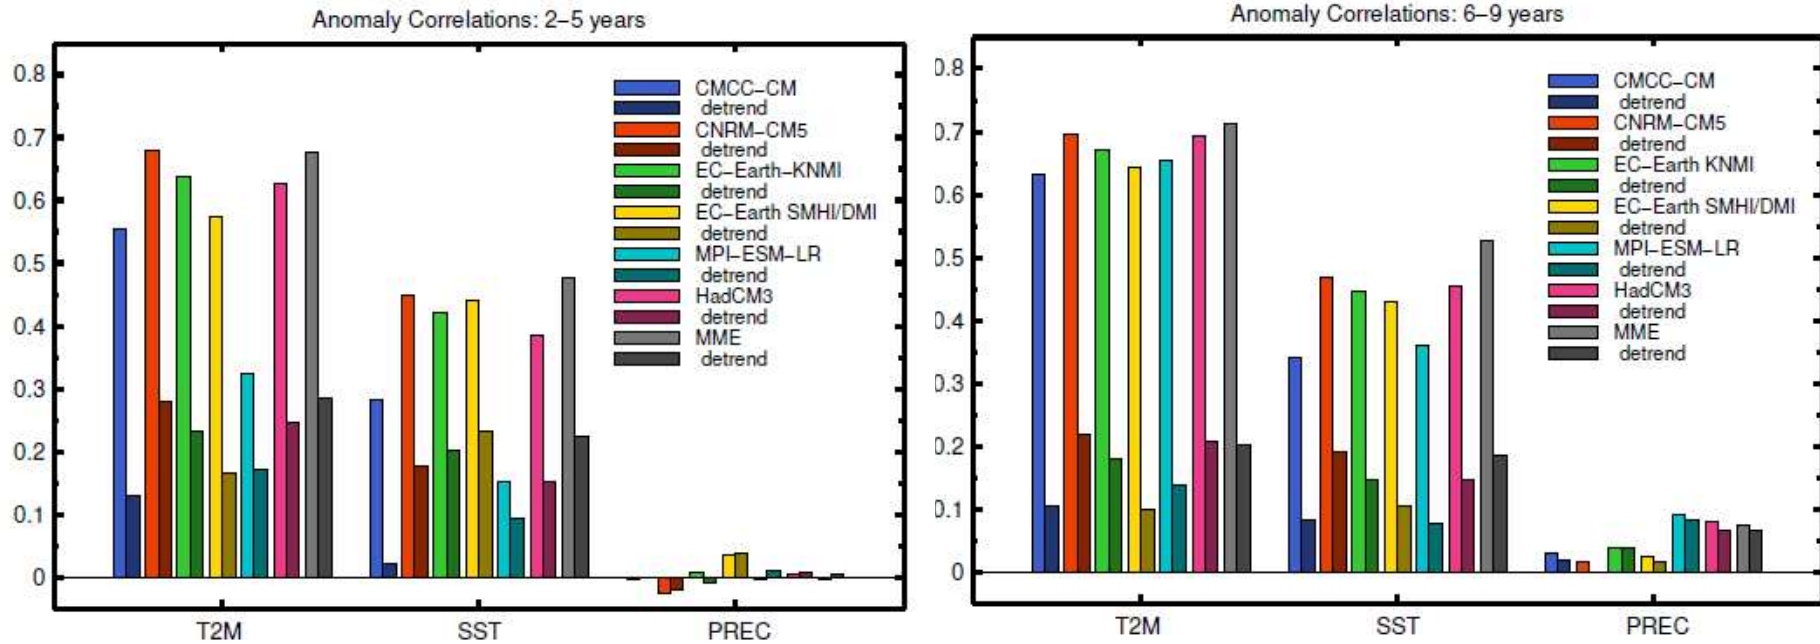 Anomaly Correlations: 2–5 years
0.8
0.7
0.6
0.5
0.4
0.3
0.2
0.1
0
CMCC–CM
detrend
CNRM–CM5
detrend
EC–Earth–KNMI
detrend
EC–Earth SMHI/DMI
detrend
MPI–ESM–LR
detrend
HadCM3
detrend
MME
detrend
T2M SST PREC
Anomaly Correlations: 6–9 years
0.8
0.7
0.6
0.5
0.4
0.3
0.2
0.1
0
CMCC–CM
detrend
CNRM–CM5
detrend
EC–Earth KNMI
detrend
EC–Earth SMHI/DMI
detrend
MPI–ESM–LR
detrend
HadCM3
detrend
MME
detrend
T2M SST PREC